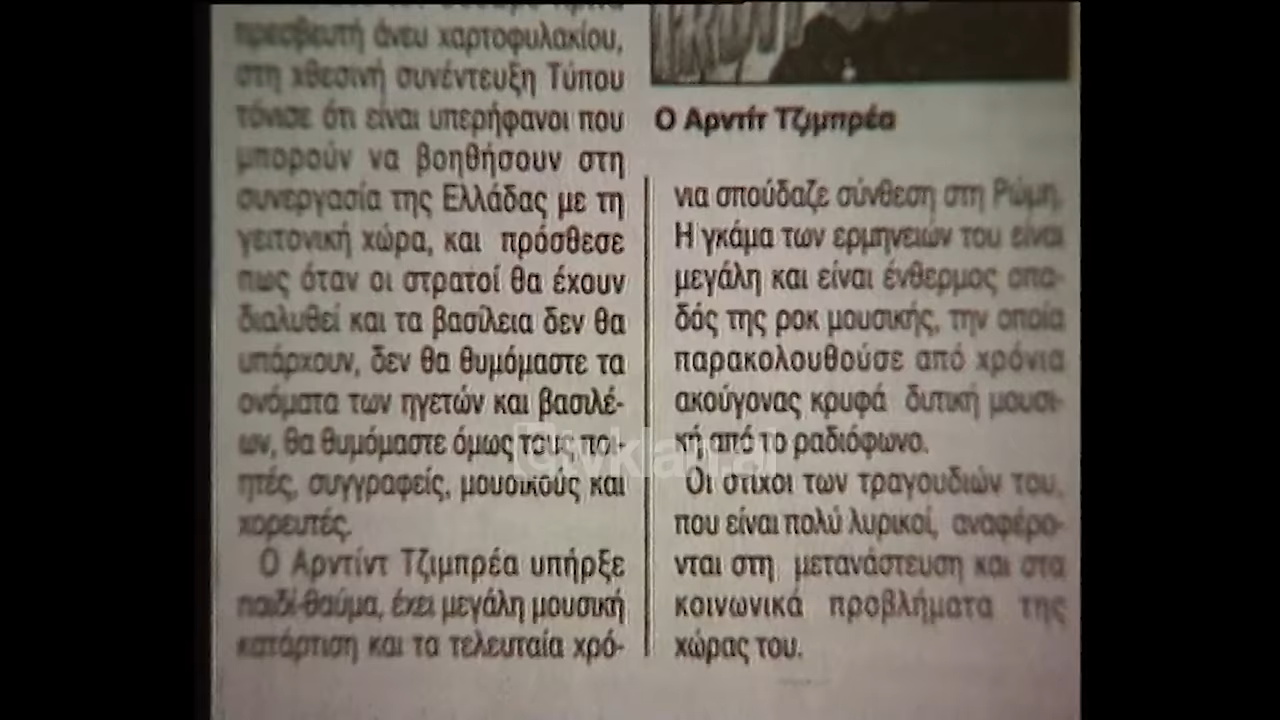 πρεσβευτή άνευ χαρτοφυλακίου,
στη χθεσινή συνέντευξη Τύπου
τόνισε ότι είναι υπερήφανοι που
μπορούν να βοηθήσουν στη
συνεργασία της Ελλάδας με τη
γειτονική χώρα, και πρόσθεσε
πως όταν οι στρατοί θα έχουν
διαλυθεί και τα βασίλεια δεν θα
υπάρχουν, δεν θα θυμόμαστε τα
ονόματα των ηγετών και βασιλέ-
ων, θα θυμόμαστε όμως τους ποι-
ητές, συγγραφείς, μουσικούς και
χορευτές.
Ο Αρντίντ Τζιμπρέα υπήρξε
παιδί-θαύμα, έχει μεγάλη μουσική
κατάρτιση και τα τελευταία χρό-
Ο Αρντίτ Τζιμπρέα
νια σπούδαζε σύνθεση στη Ρώμη.
Η γκάμα των ερμηνειών του είναι
μεγάλη και είναι ένθερμος οπα-
δός της ροκ μουσικής, την οποία
παρακολουθούσε από χρόνια
ακούγονας κρυφά δυτική μουσι-
κή από το ραδιόφωνο.
Οι στίχοι των τραγουδιών του,
που είναι πολύ λυρικοί, αναφέρο-
νται στη μετανάστευση και στα
κοινωνικά προβλήματα της
χώρας του.
tvklan.al